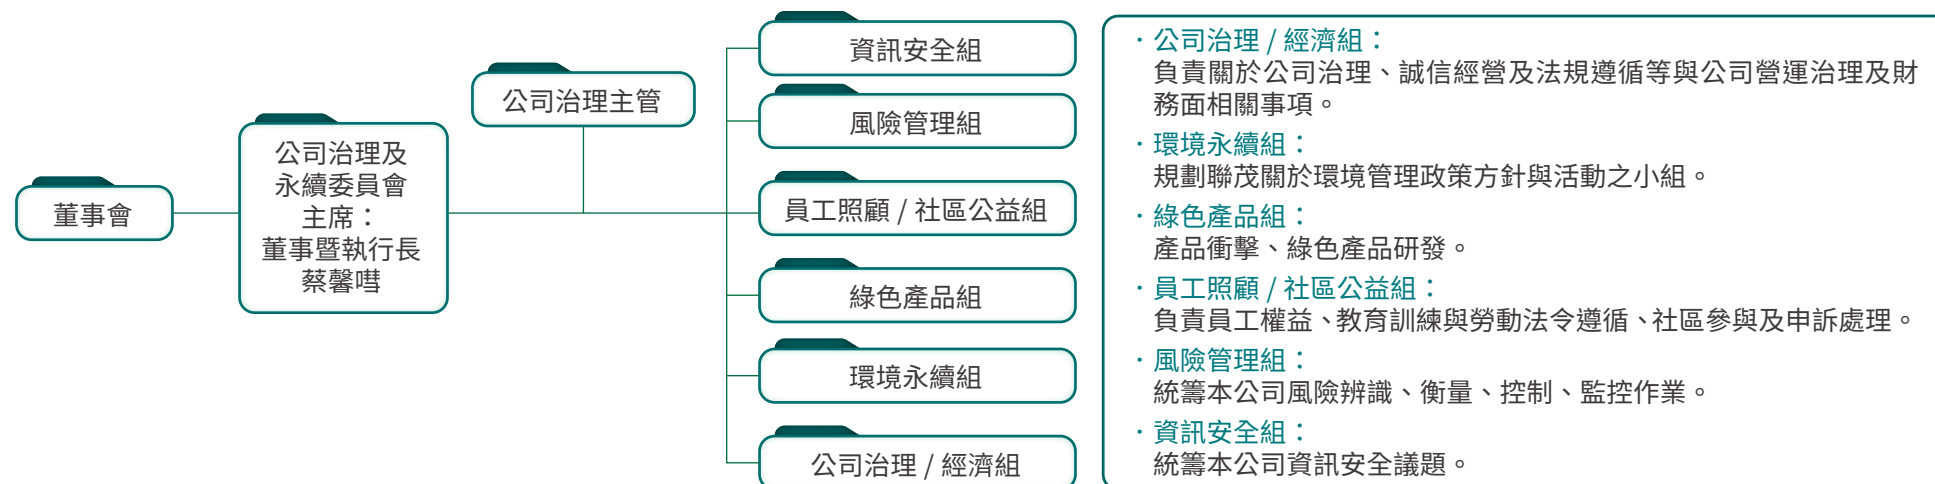 董事會
公司治理及
永續委員會
主席：
董事暨執行長
蔡馨暳
公司治理主管
資訊安全組
風險管理組
員工照顧 / 社區公益組
綠色產品組
環境永續組
公司治理 / 經濟組
· 公司治理 / 經濟組：
負責關於公司治理、誠信經營及法規遵循等與公司營運治理及財
務面相關事項。
· 環境永續組：
規劃聯茂關於環境管理政策方針與活動之小組。
· 綠色產品組：
產品衝擊、綠色產品研發。
· 員工照顧 / 社區公益組：
負責員工權益、教育訓練與勞動法令遵循、社區參與及申訴處理。
· 風險管理組：
統籌本公司風險辨識、衡量、控制、監控作業。
· 資訊安全組：
統籌本公司資訊安全議題。